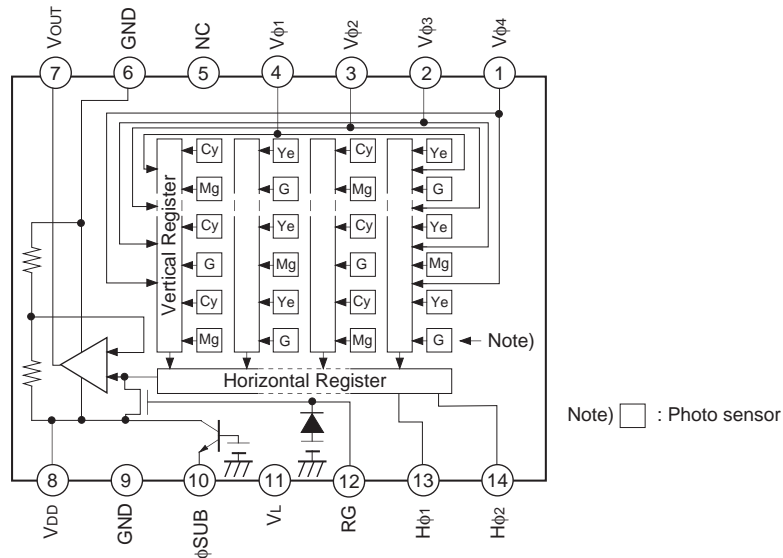 VOUT GND NC Vϕ1 Vϕ2 Vϕ3 Vϕ4
7 6 5 4 3 2 1
Cy Ye Cy Ye
Mg G Mg G
Cy Ye Cy Ye
G Mg G Mg
Cy Ye Cy Ye
Mg G Mg G
Vertical Register
Note)
Horizontal Register
Note) : Photo sensor
8 9 10 11 12 13 14
VDD GND ϕSUB VL RG Hϕ1 Hϕ2